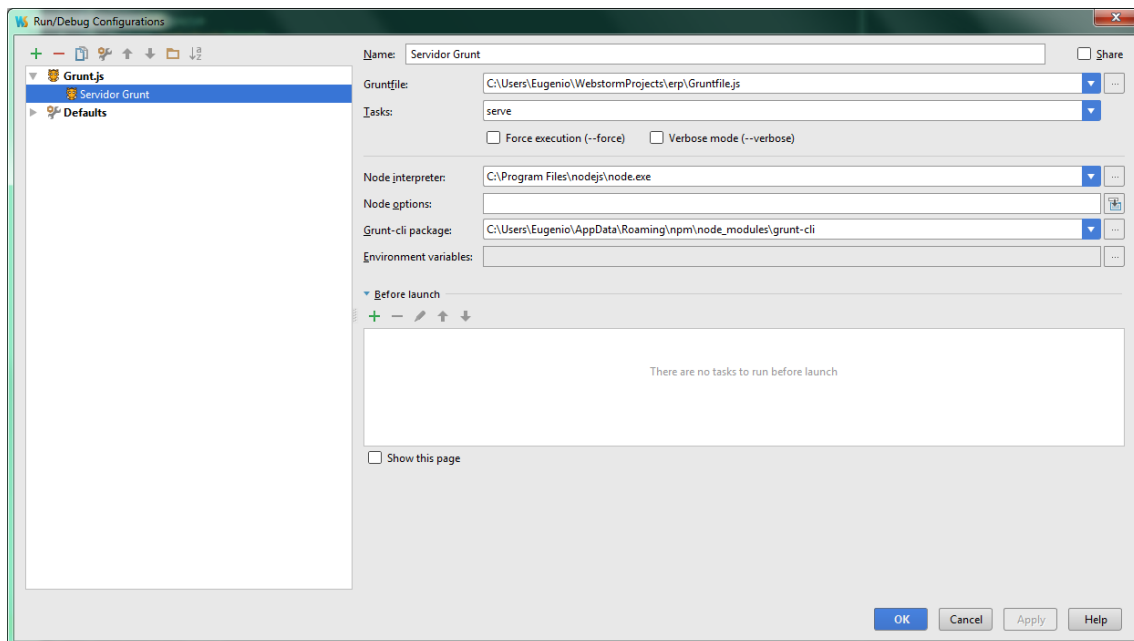 Run/Debug Configurations
Grunt.js
Servidor Grunt
Defaults
Name: Servidor Grunt Share
Gruntfile: C:\Users\Eugenio\WebstormProjects\erp\Gruntfile.js
Tasks: serve
Force execution (--force) Verbose mode (--verbose)
Node interpreter: C:\Program Files\nodejs\node.exe
Node options:
Grunt-cli package: C:\Users\Eugenio\AppData\Roaming\npm\node_modules\grunt-cli
Environment variables:
Before launch
There are no tasks to run before launch
Show this page
OK Cancel Apply Help